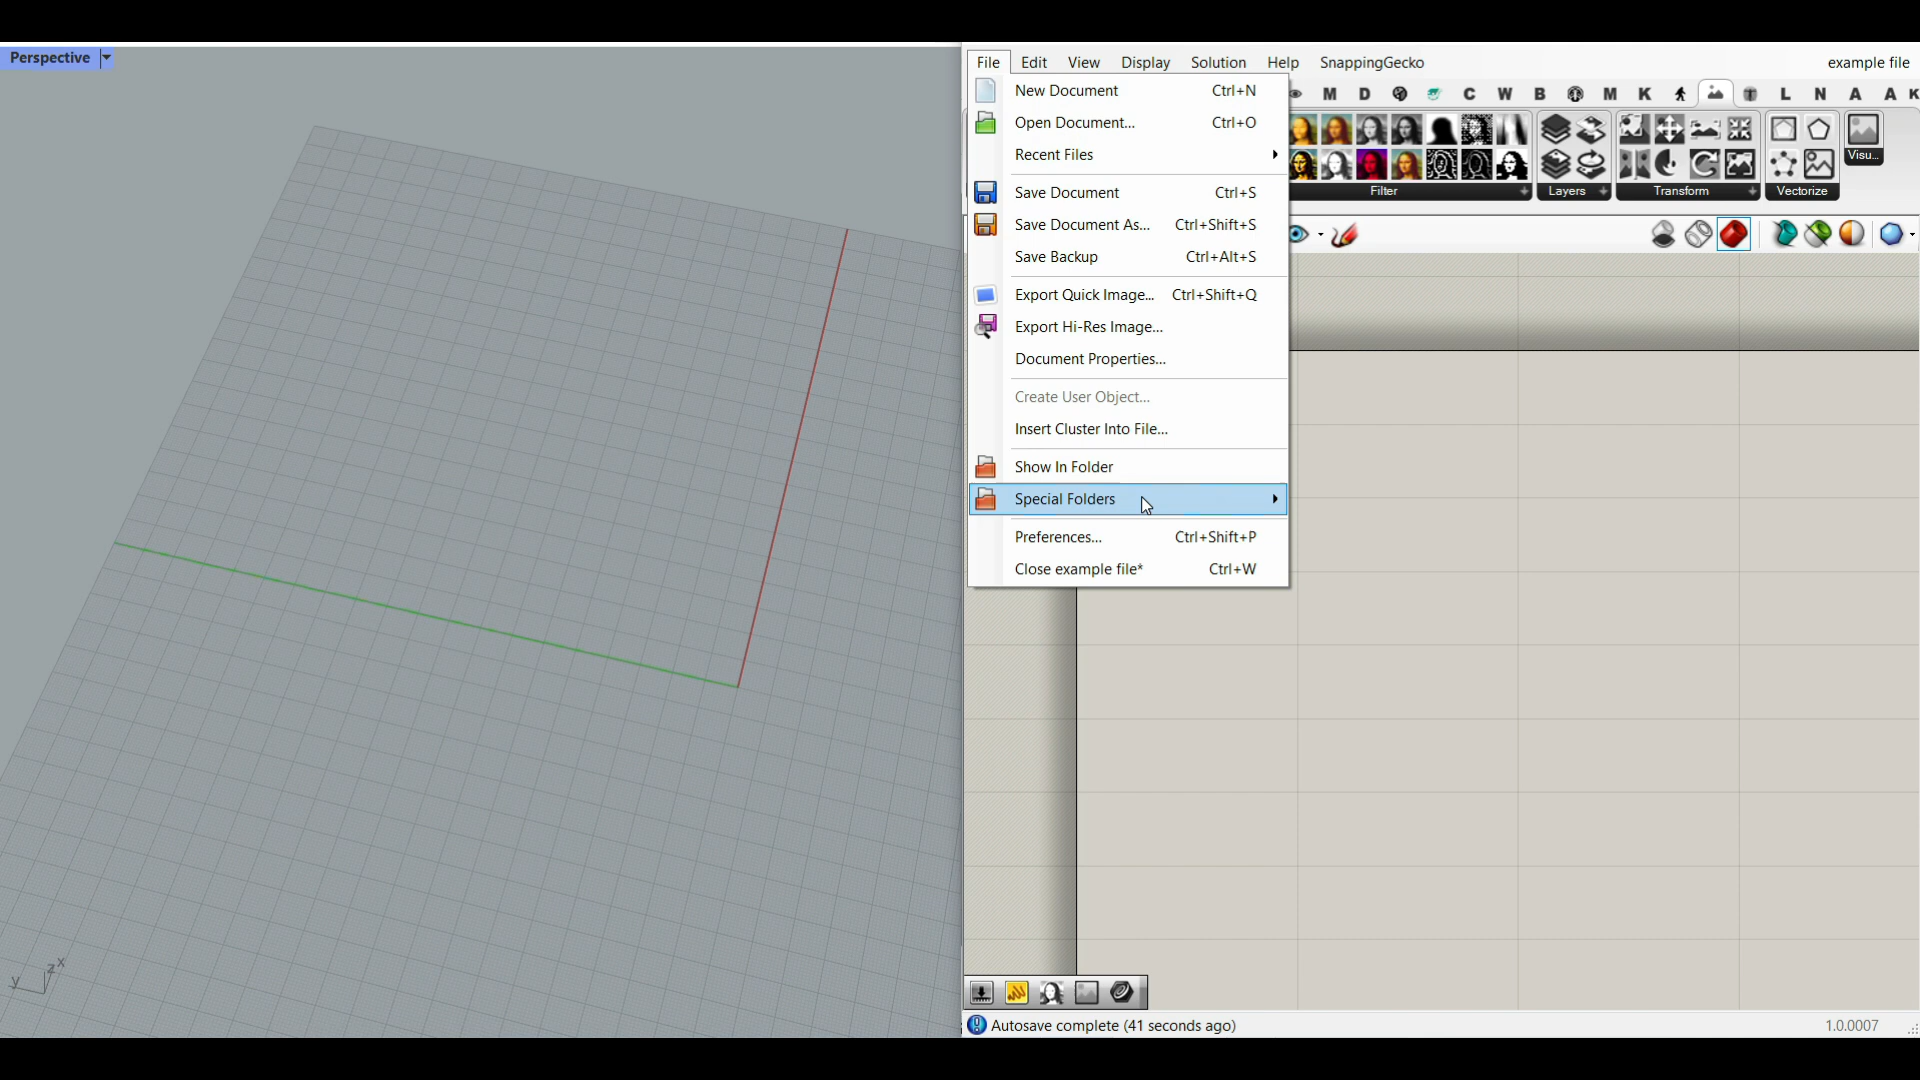 Perspective
File Edit View Display Solution Help SnappingGecko example file
New Document Ctrl+N
M D C W B M K L N A A K
Open Document... Ctrl+O
Recent Files
Visu...
Save Document Ctrl+S
Filter Layers Transform Vectorize
Save Document As... Ctrl+Shift+S
Save Backup Ctrl+Alt+S
Export Quick Image... Ctrl+Shift+Q
Export Hi-Res Image...
Document Properties...
Create User Object...
Insert Cluster Into File...
Show In Folder
Special Folders
Preferences... Ctrl+Shift+P
Close example file* Ctrl+W
z x
y
Autosave complete (41 seconds ago) 1.0.0007